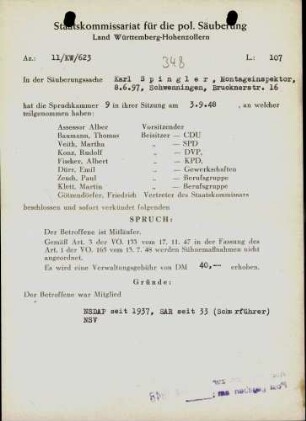 Staatskommissariat für die pol. Säuberung
Land Württemberg-Hohenzollern
Az.: 11/KW/623
348
L.: 107
In der Säuberungssache Karl Spingler, Montageinspektor,
8.6.97, Schwenningen, Brucknerstr. 16
hat die Spruchkammer 9 in ihrer Sitzung am 3.9.48, an welcher
teilgenommen haben:
Assessor Alber Vorsitzender
Baumann, Thomas Beisitzer — CDU
Veith, Martha „ — SPD
Konz, Rudolf „ — DVP,
Fischer, Albert „ — KPD,
Dürr, Emil „ — Gewerkschaften
Zendt, Paul „ — Berufsgruppe
Klett, Martin „ — Berufsgruppe
Friedrich Vertreter des Staatskommissars
beschlossen und sofort verkündet folgenden
SPRUCH:
Der Betroffene ist Mitläufer.
Gemäß Art. 3 der VO. 133 vom 17. 11. 47 in der Fassung des
Art. 1 der VO. 165 vom 13. 7. 48 werden Sühnemaßnahmen nicht
angeordnet.
Es wird eine Verwaltungsgebühr von DM 40,— erhoben.
Gründe:
Der Betroffene war Mitglied
NSDAP seit 1937, SAR seit 33 (Scharführer)
NSV